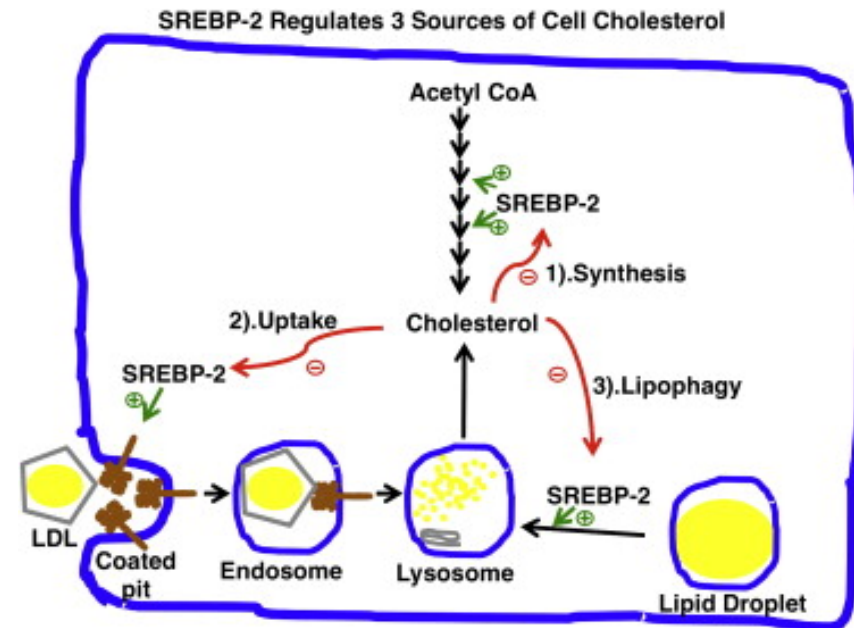 SREBP-2 Regulates 3 Sources of Cell Cholesterol
Acetyl CoA
⊕
SREBP-2
⊕
⊖
1).Synthesis
2).Uptake
Cholesterol
⊖
⊖
3).Lipophagy
SREBP-2
⊕
SREBP-2
⊕
LDL
Coated
pit
Endosome
Lysosome
Lipid Droplet